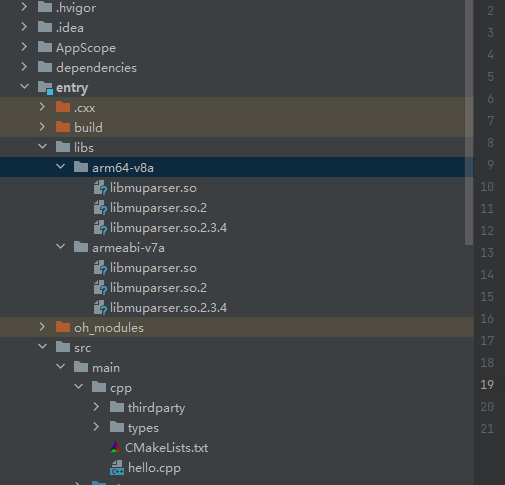 .hvigor
.idea
AppScope
dependencies
entry
.cxx
build
libs
arm64-v8a
libmuparser.so
libmuparser.so.2
libmuparser.so.2.3.4
armeabi-v7a
libmuparser.so
libmuparser.so.2
libmuparser.so.2.3.4
oh_modules
src
main
cpp
thirdparty
types
CMakeLists.txt
hello.cpp
2
3
4
5
6
7
8
9
10
11
12
13
14
15
16
17
18
19
20
21